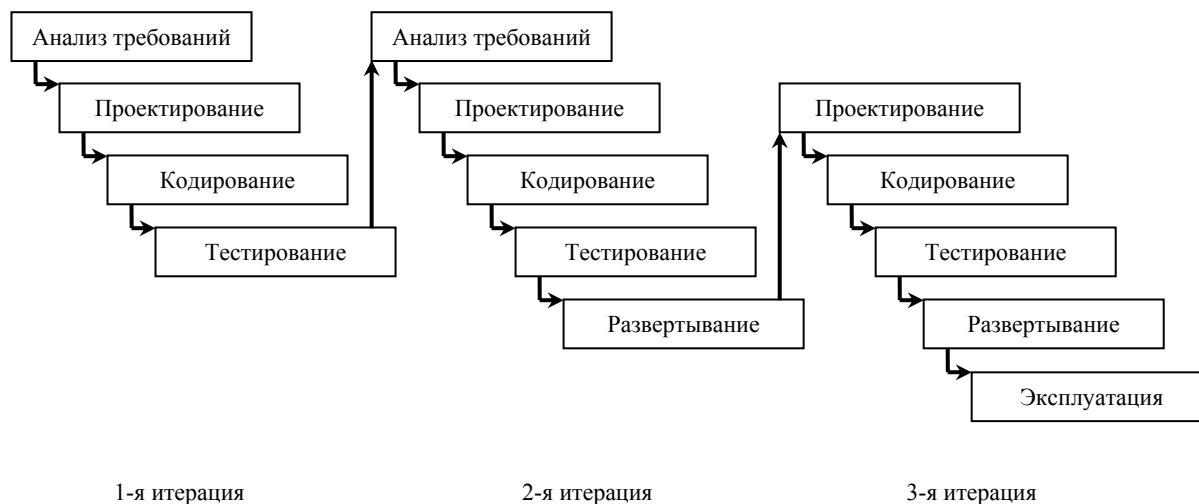 Анализ требований
Проектирование
Кодирование
Тестирование
Анализ требований
Проектирование
Кодирование
Тестирование
Развертывание
Проектирование
Кодирование
Тестирование
Развертывание
Эксплуатация
1-я итерация
2-я итерация
3-я итерация